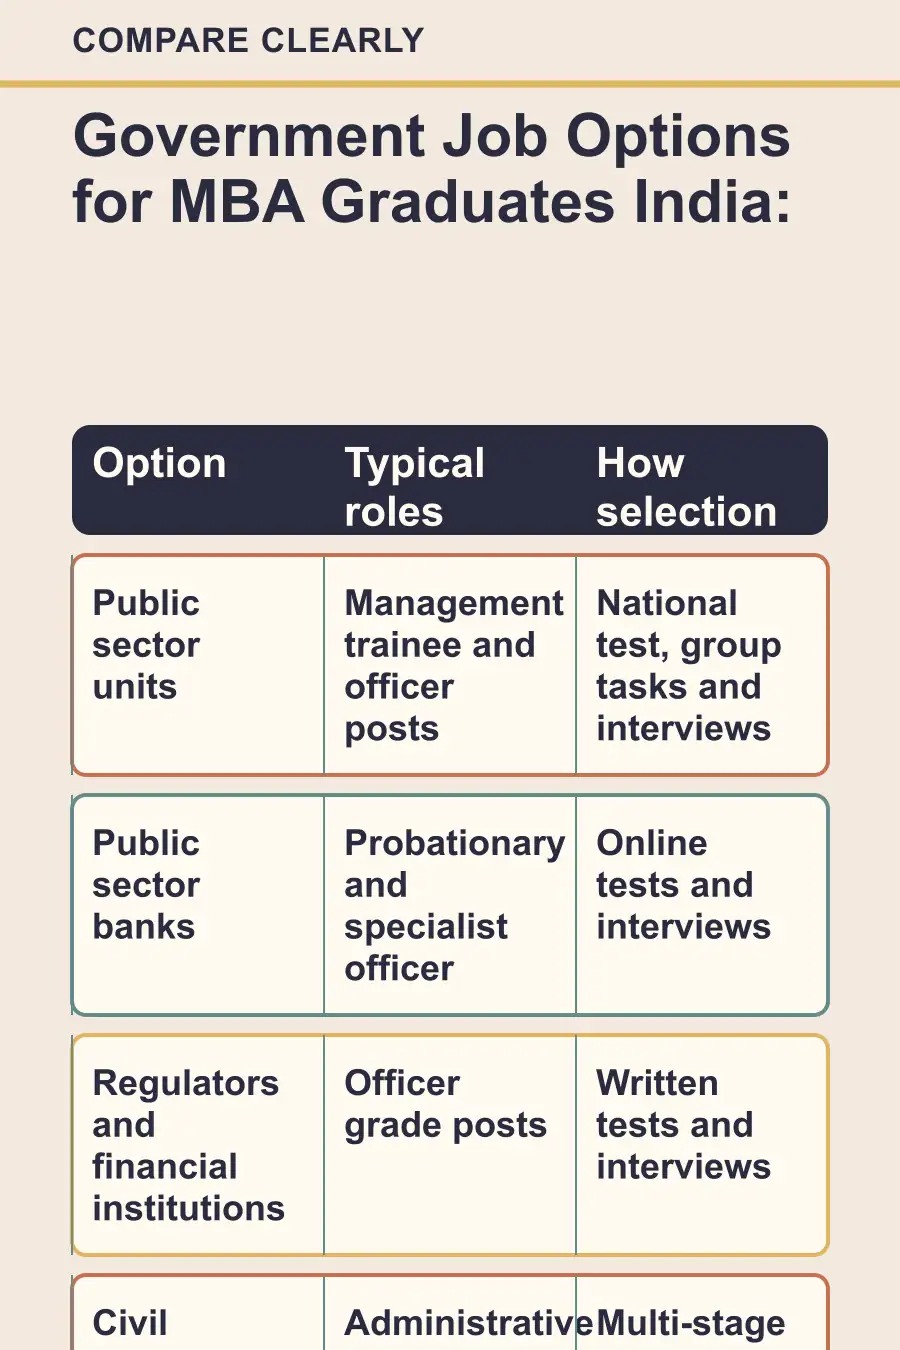 COMPARE CLEARLY
Government Job Options
for MBA Graduates India:
Option
Typical
roles
How
selection
Public
sector
units
Management
trainee and
officer
posts
National
test, group
tasks and
interviews
Public
sector
banks
Probationary
and
specialist
officer
Online
tests and
interviews
Regulators
and
financial
institutions
Officer
grade posts
Written
tests and
interviews
Civil
Administrative
Multi-stage